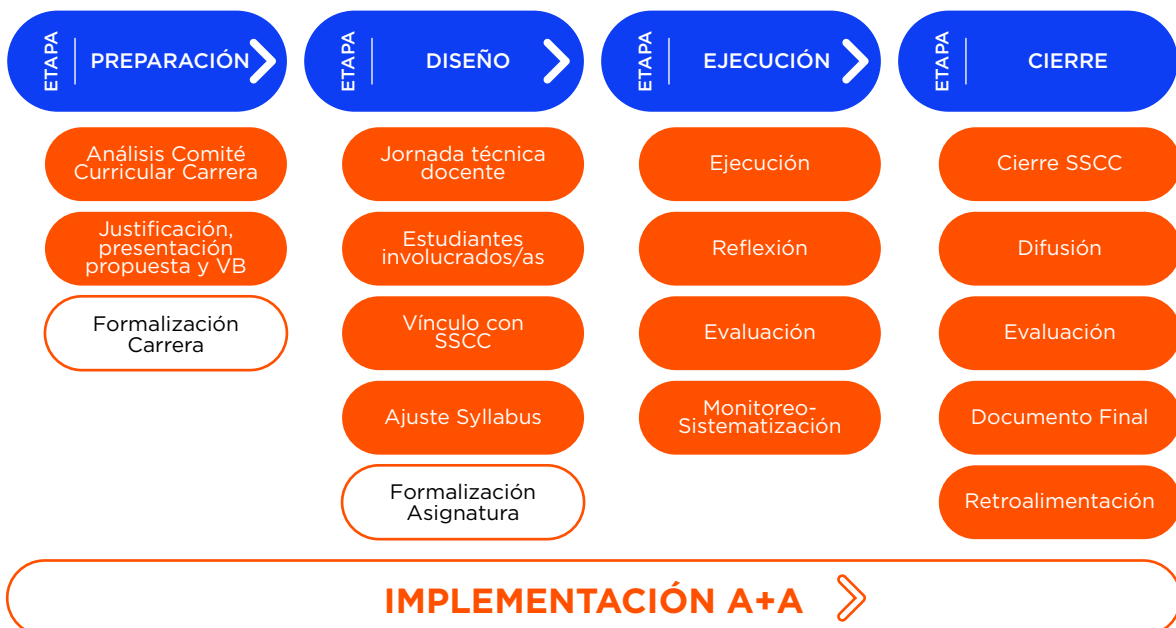 ETAPA
PREPARACIÓN
Análisis Comité
Curricular Carrera
Justificación,
presentación
propuesta y VB
Formalización
Carrera
ETAPA
DISEÑO
Jornada técnica
docente
Estudiantes
involucrados/as
Vínculo con
SSCC
Ajuste Syllabus
Formalización
Asignatura
ETAPA
EJECUCIÓN
Ejecución
Reflexión
Evaluación
Monitoreo-
Sistematización
ETAPA
CIERRE
Cierre SSCC
Difusión
Evaluación
Documento Final
Retroalimentación
IMPLEMENTACIÓN A+A